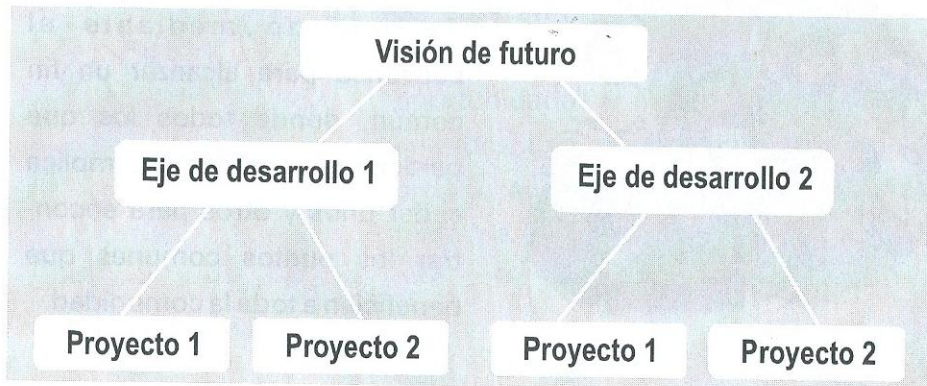 Visión de futuro
Eje de desarrollo 1
Eje de desarrollo 2
Proyecto 1
Proyecto 2
Proyecto 1
Proyecto 2